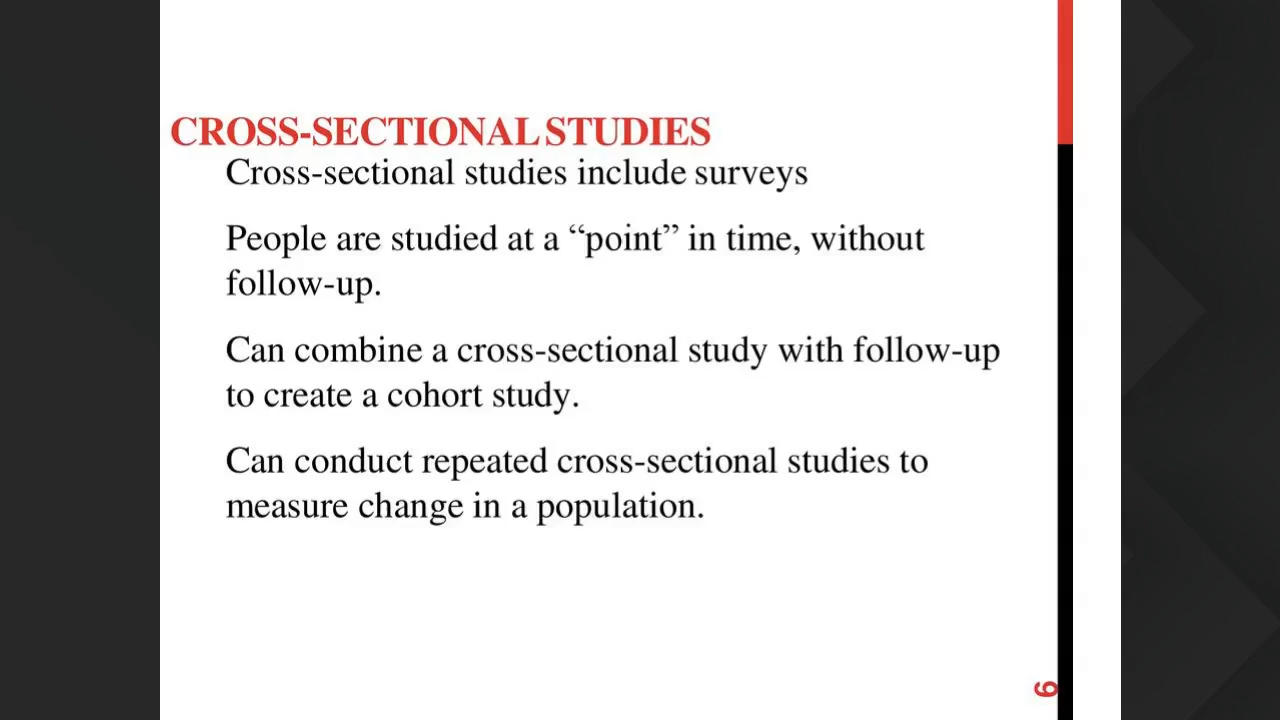 CROSS-SECTIONAL STUDIES
Cross-sectional studies include surveys
People are studied at a “point” in time, without
follow-up.
Can combine a cross-sectional study with follow-up
to create a cohort study.
Can conduct repeated cross-sectional studies to
measure change in a population.
6